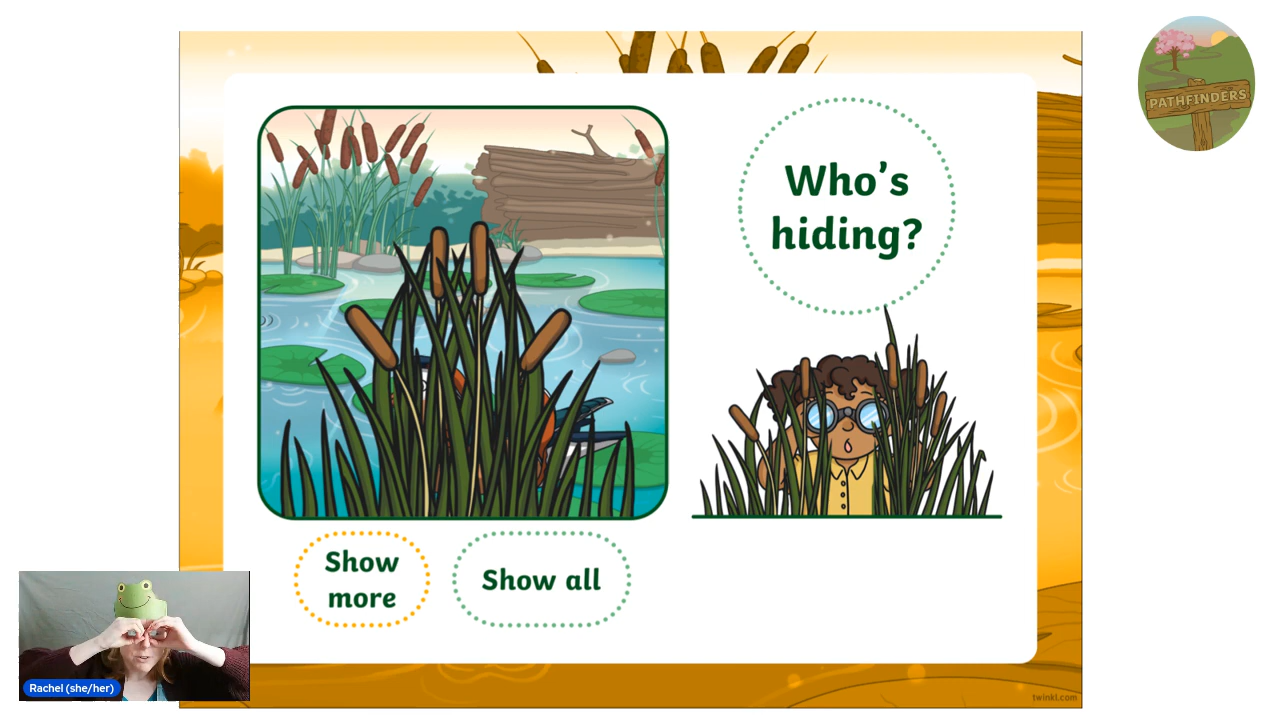 PATHFINDERS
Who's
hiding?
Show
more
Show all
Rachel (she/her)
twinkl.com